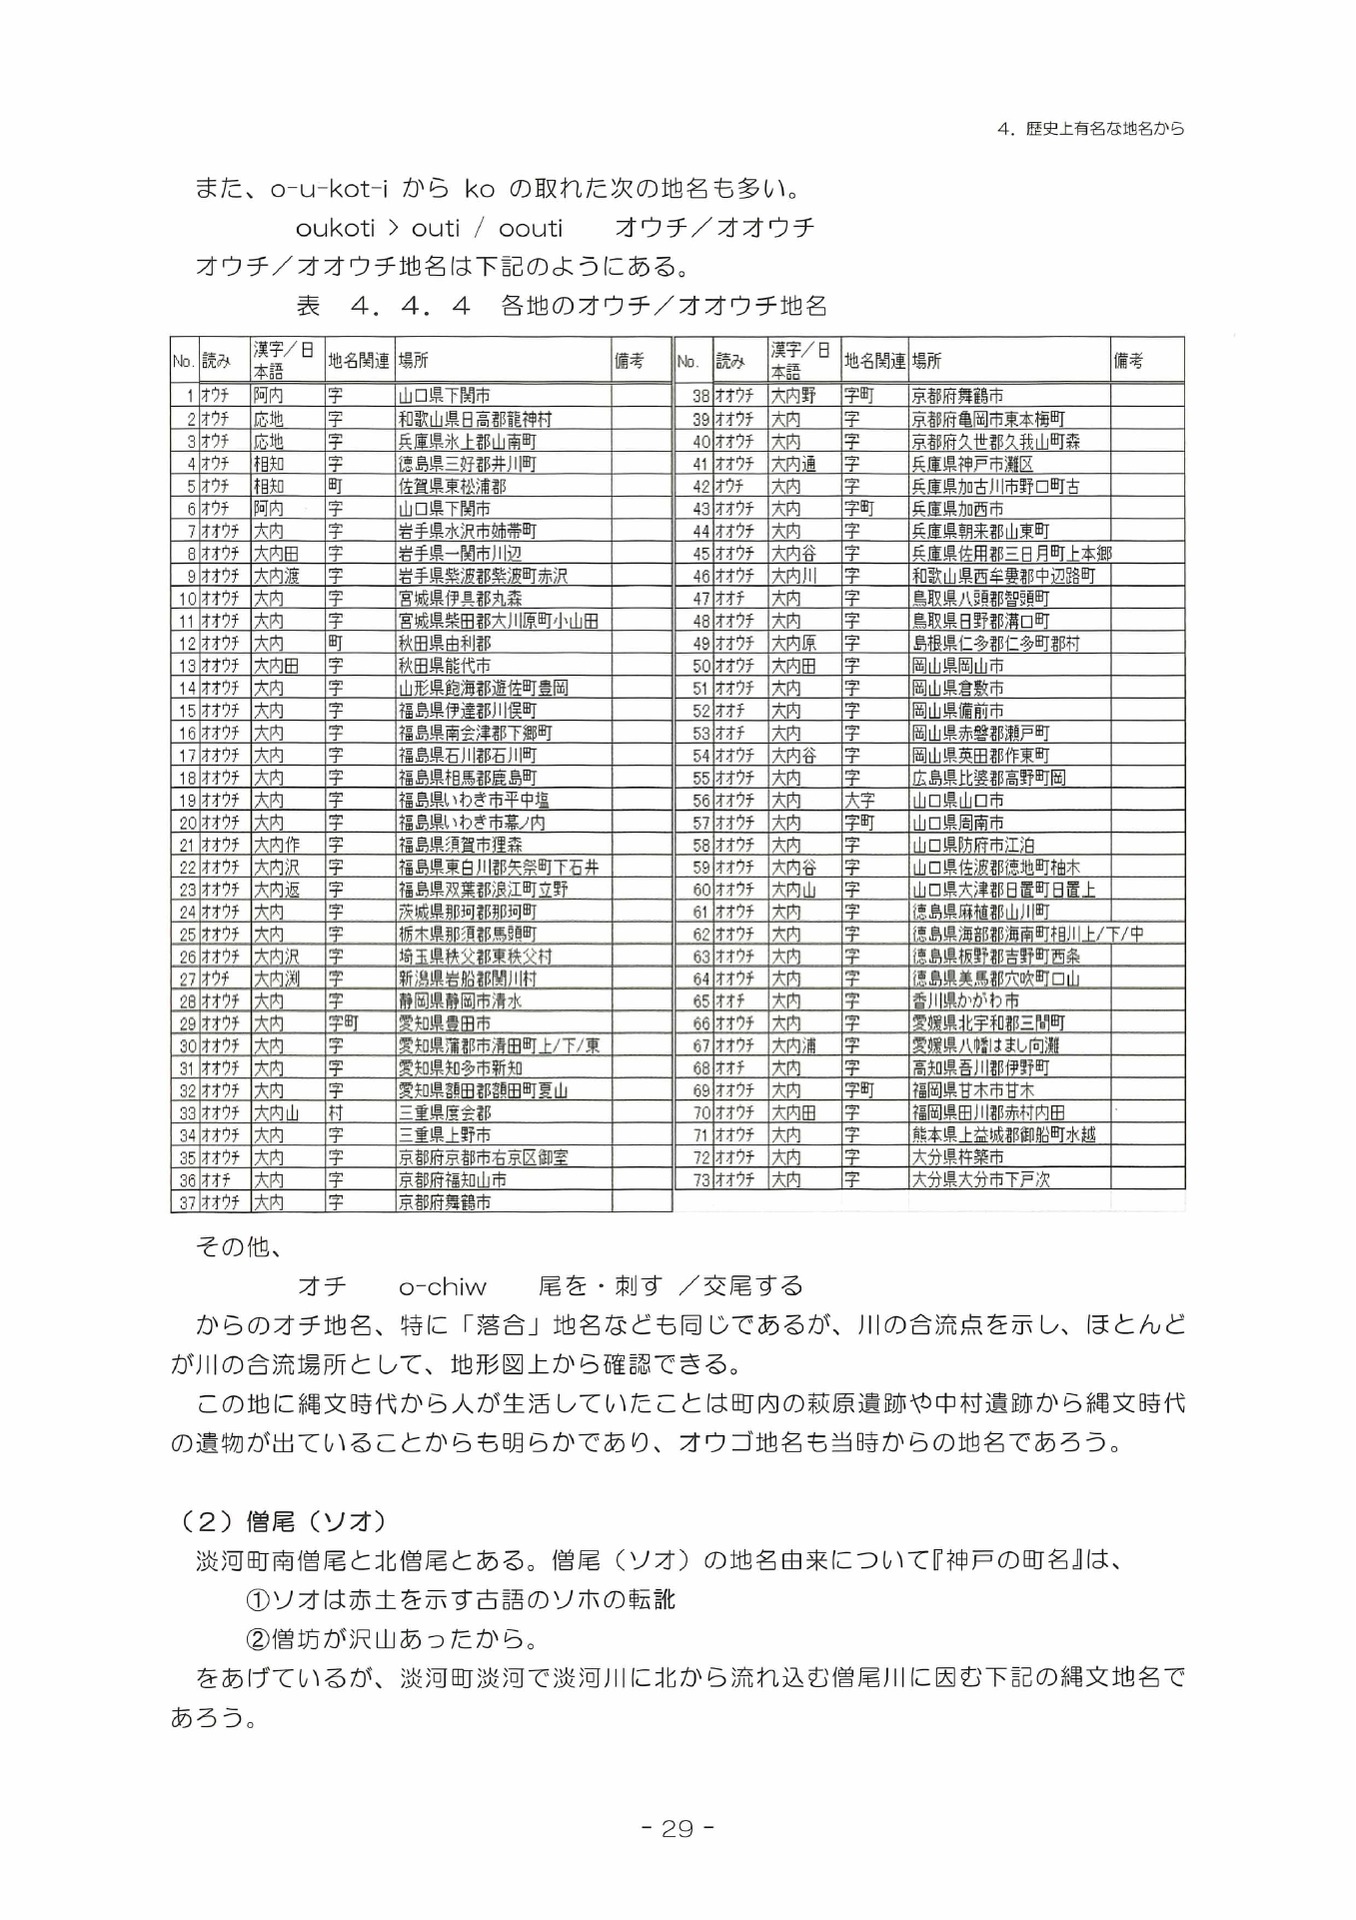 4．歴史上有名な地名から
また、o-u-kot-i から ko の取れた次の地名も多い。
oukoti > outi / oouti　オウチ／オオウチ
オウチ／オオウチ地名は下記のようにある。
表　４．４．４　各地のオウチ／オオウチ地名
No. 読み 漢字／日本語 地名関連 場所 備考 No. 読み 漢字／日本語 地名関連 場所 備考
1 オウチ 阿内 字 山口県下関市 38 オオウチ 大内野 字町 京都府舞鶴市
2 オウチ 応地 字 和歌山県日高郡龍神村 39 オオウチ 大内 字 京都府亀岡市東本梅町
3 オウチ 応地 字 兵庫県氷上郡山南町 40 オオウチ 大内 字 京都府久世郡久我山町森
4 オウチ 相知 字 徳島県三好郡井川町 41 オオウチ 大内通 字 兵庫県神戸市灘区
5 オウチ 相知 町 佐賀県東松浦郡 42 オウチ 大内 字 兵庫県加古川市野口町古
6 オウチ 阿内 字 山口県下関市 43 オオウチ 大内 字町 兵庫県加西市
7 オオウチ 大内 字 岩手県水沢市姉帯町 44 オオウチ 大内 字 兵庫県朝来郡山東町
8 オオウチ 大内田 字 岩手県一関市川辺 45 オオウチ 大内谷 字 兵庫県佐用郡三日月町上本郷
9 オオウチ 大内渡 字 岩手県紫波郡紫波町赤沢 46 オオウチ 大内川 字 和歌山県西牟婁郡中辺路町
10 オオウチ 大内 字 宮城県伊具郡丸森 47 オオチ 大内 字 鳥取県八頭郡智頭町
11 オオウチ 大内 字 宮城県柴田郡大川原町小山田 48 オオウチ 大内 字 鳥取県日野郡溝口町
12 オオウチ 大内 町 秋田県由利郡 49 オオウチ 大内原 字 島根県仁多郡仁多町郡村
13 オオウチ 大内田 字 秋田県能代市 50 オオウチ 大内田 字 岡山県岡山市
14 オオウチ 大内 字 山形県飽海郡遊佐町豊岡 51 オオウチ 大内 字 岡山県倉敷市
15 オオウチ 大内 字 福島県伊達郡川俣町 52 オオチ 大内 字 岡山県備前市
16 オオウチ 大内 字 福島県南会津郡下郷町 53 オオチ 大内 字 岡山県赤磐郡瀬戸町
17 オオウチ 大内 字 福島県石川郡石川町 54 オオウチ 大内谷 字 岡山県英田郡作東町
18 オオウチ 大内 字 福島県相馬郡鹿島町 55 オオウチ 大内 字 広島県比婆郡高野町岡
19 オオウチ 大内 字 福島県いわき市平中塩 56 オオウチ 大内 大字 山口県山口市
20 オオウチ 大内 字 福島県いわき市幕ノ内 57 オオウチ 大内 字町 山口県周南市
21 オオウチ 大内作 字 福島県須賀市狸森 58 オオウチ 大内 字 山口県防府市江泊
22 オオウチ 大内沢 字 福島県東白川郡矢祭町下石井 59 オオウチ 大内谷 字 山口県佐波郡徳地町柚木
23 オオウチ 大内返 字 福島県双葉郡浪江町立野 60 オオウチ 大内山 字 山口県大津郡日置町日置上
24 オオウチ 大内 字 茨城県那珂郡那珂町 61 オオウチ 大内 字 徳島県麻植郡山川町
25 オオウチ 大内 字 栃木県那須郡馬頭町 62 オオウチ 大内 字 徳島県海部郡海南町相川上/下/中
26 オオウチ 大内沢 字 埼玉県秩父郡東秩父村 63 オオウチ 大内 字 徳島県板野郡吉野町西条
27 オウチ 大内渕 字 新潟県岩船郡関川村 64 オオウチ 大内 字 徳島県美馬郡穴吹町口山
28 オオウチ 大内 字 静岡県静岡市清水 65 オオチ 大内 字 香川県かがわ市
29 オオウチ 大内 字町 愛知県豊田市 66 オオウチ 大内 字 愛媛県北宇和郡三間町
30 オオウチ 大内 字 愛知県蒲郡市清田町上/下/東 67 オオウチ 大内浦 字 愛媛県八幡はまし向灘
31 オオウチ 大内 字 愛知県知多市新知 68 オオチ 大内 字 高知県吾川郡伊野町
32 オオウチ 大内 字 愛知県額田郡額田町夏山 69 オオウチ 大内 字町 福岡県甘木市甘木
33 オオウチ 大内山 村 三重県度会郡 70 オオウチ 大内田 字 福岡県田川郡赤村内田
34 オオウチ 大内 字 三重県上野市 71 オオウチ 大内 字 熊本県上益城郡御船町水越
35 オオウチ 大内 字 京都府京都市右京区御室 72 オオウチ 大内 字 大分県杵築市
36 オオチ 大内 字 京都府福知山市 73 オオウチ 大内 字 大分県大分市下戸次
37 オオウチ 大内 字 京都府舞鶴市
その他、
オチ　o-chiw　尾を・刺す ／交尾する
からのオチ地名、特に「落合」地名なども同じであるが、川の合流点を示し、ほとんど
が川の合流場所として、地形図上から確認できる。
この地に縄文時代から人が生活していたことは町内の萩原遺跡や中村遺跡から縄文時代
の遺物が出ていることからも明らかであり、オウゴ地名も当時からの地名であろう。
（２）僧尾（ソオ）
淡河町南僧尾と北僧尾とある。僧尾（ソオ）の地名由来について『神戸の町名』は、
①ソオは赤土を示す古語のソホの転訛
②僧坊が沢山あったから。
をあげているが、淡河町淡河で淡河川に北から流れ込む僧尾川に因む下記の縄文地名で
あろう。
- 29 -